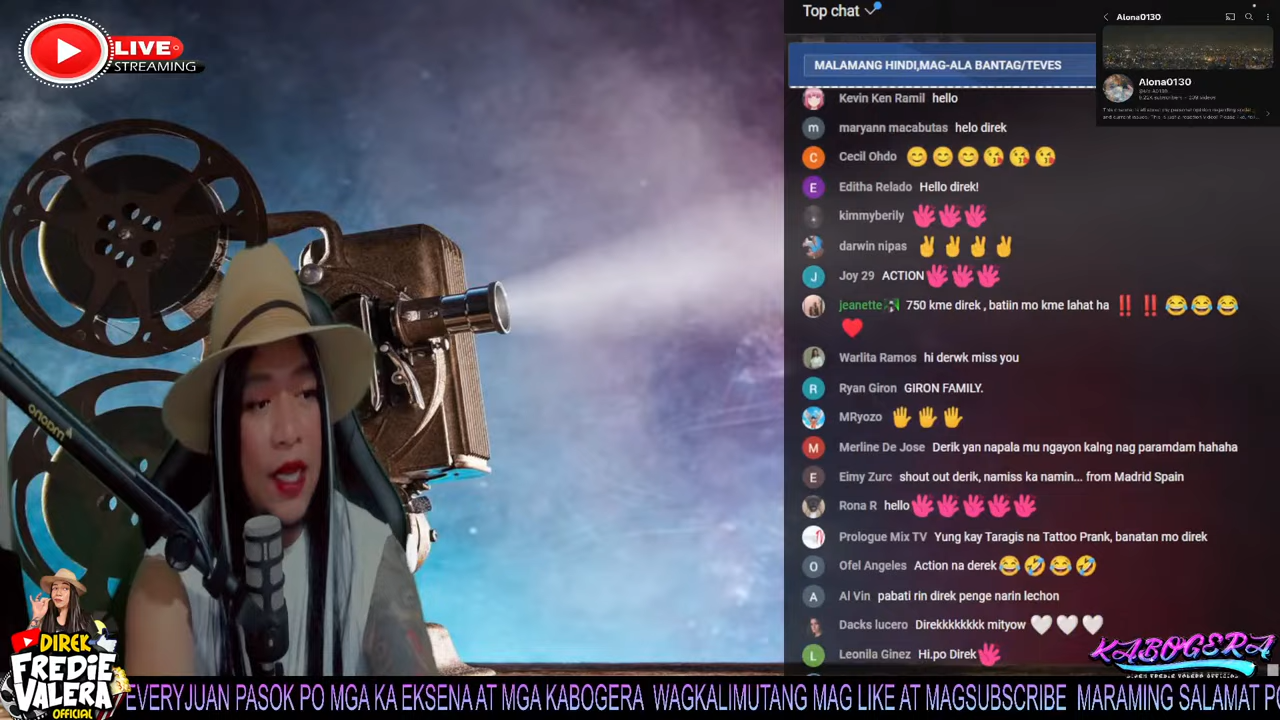 LIVE
STREAMING
Top chat
Alona0130
Alona0130
MALAMANG HINDI,MAG-ALA BANTAG/TEVES
Kevin Ken Ramil hello
maryann macabutas helo direk
Cecil Ohdo 😊😊😊😘😘😘
Editha Relado Hello direk!
kimmyberily
darwin nipas ✌✌✌✌
Joy 29 ACTION
jeanette 750 kme direk , batiin mo kme lahat ha ‼ ‼ 😂😂😂
❤
Warlita Ramos hi derwk miss you
Ryan Giron GIRON FAMILY.
MRyozo
Merline De Jose Derik yan napala mu ngayon kalng nag paramdam hahaha
Eimy Zurc shout out derik, namiss ka namin... from Madrid Spain
Rona R hello
Prologue Mix TV Yung kay Taragis na Tattoo Prank, banatan mo direk
Ofel Angeles Action na derek😂🤣😂🤣
Al Vin pabati rin direk penge narin lechon
Dacks lucero Direkkkkkkkk mityow 🤍🤍🤍
Leonila Ginez Hi.po Direk
maono
DIREK
FREDIE
VALERA
OFFICIAL
KABOGERA
DIREK FREDIE VALERA OFFICIAL
EVERYJUAN PASOK PO MGA KA EKSENA AT MGA KABOGERA WAGKALIMUTANG MAG LIKE AT MAGSUBSCRIBE MARAMING SALAMAT P